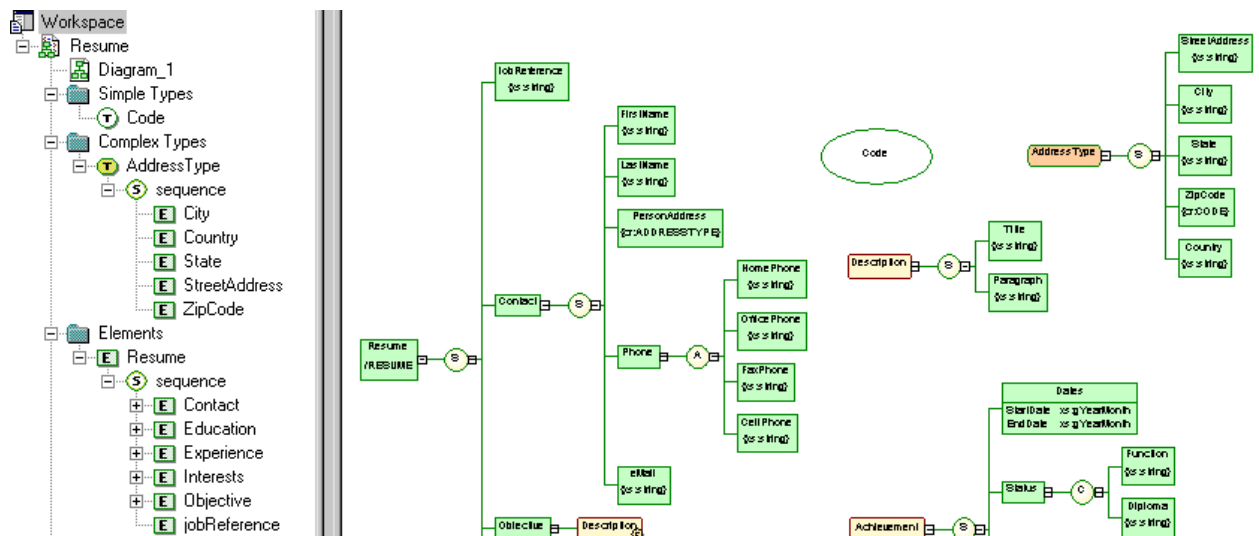 Workspace
Resume
Diagram_1
Simple Types
T Code
Complex Types
T AddressType
S sequence
E City
E Country
E State
E StreetAddress
E ZipCode
Elements
E Resume
S sequence
E Contact
E Education
E Experience
E Interests
E Objective
E jobReference
Resume
/RESUME
S
JobReference
{xs:string}
Contact
S
FirstName
{xs:string}
LastName
{xs:string}
PersonAddress
{cr:ADDRESSTYPE}
Phone
A
HomePhone
{xs:string}
OfficePhone
{xs:string}
FaxPhone
{xs:string}
CellPhone
{xs:string}
eMail
{xs:string}
Objective
Description
Code
AddressType
S
StreetAddress
{xs:string}
City
{xs:string}
State
{xs:string}
ZipCode
{cr:CODE}
Country
{xs:string}
Description
S
Title
{xs:string}
Paragraph
{xs:string}
Achievement
S
Dates
StartDate xs:gYearMonth
EndDate xs:gYearMonth
Status
C
Function
{xs:string}
Diploma
{xs:string}